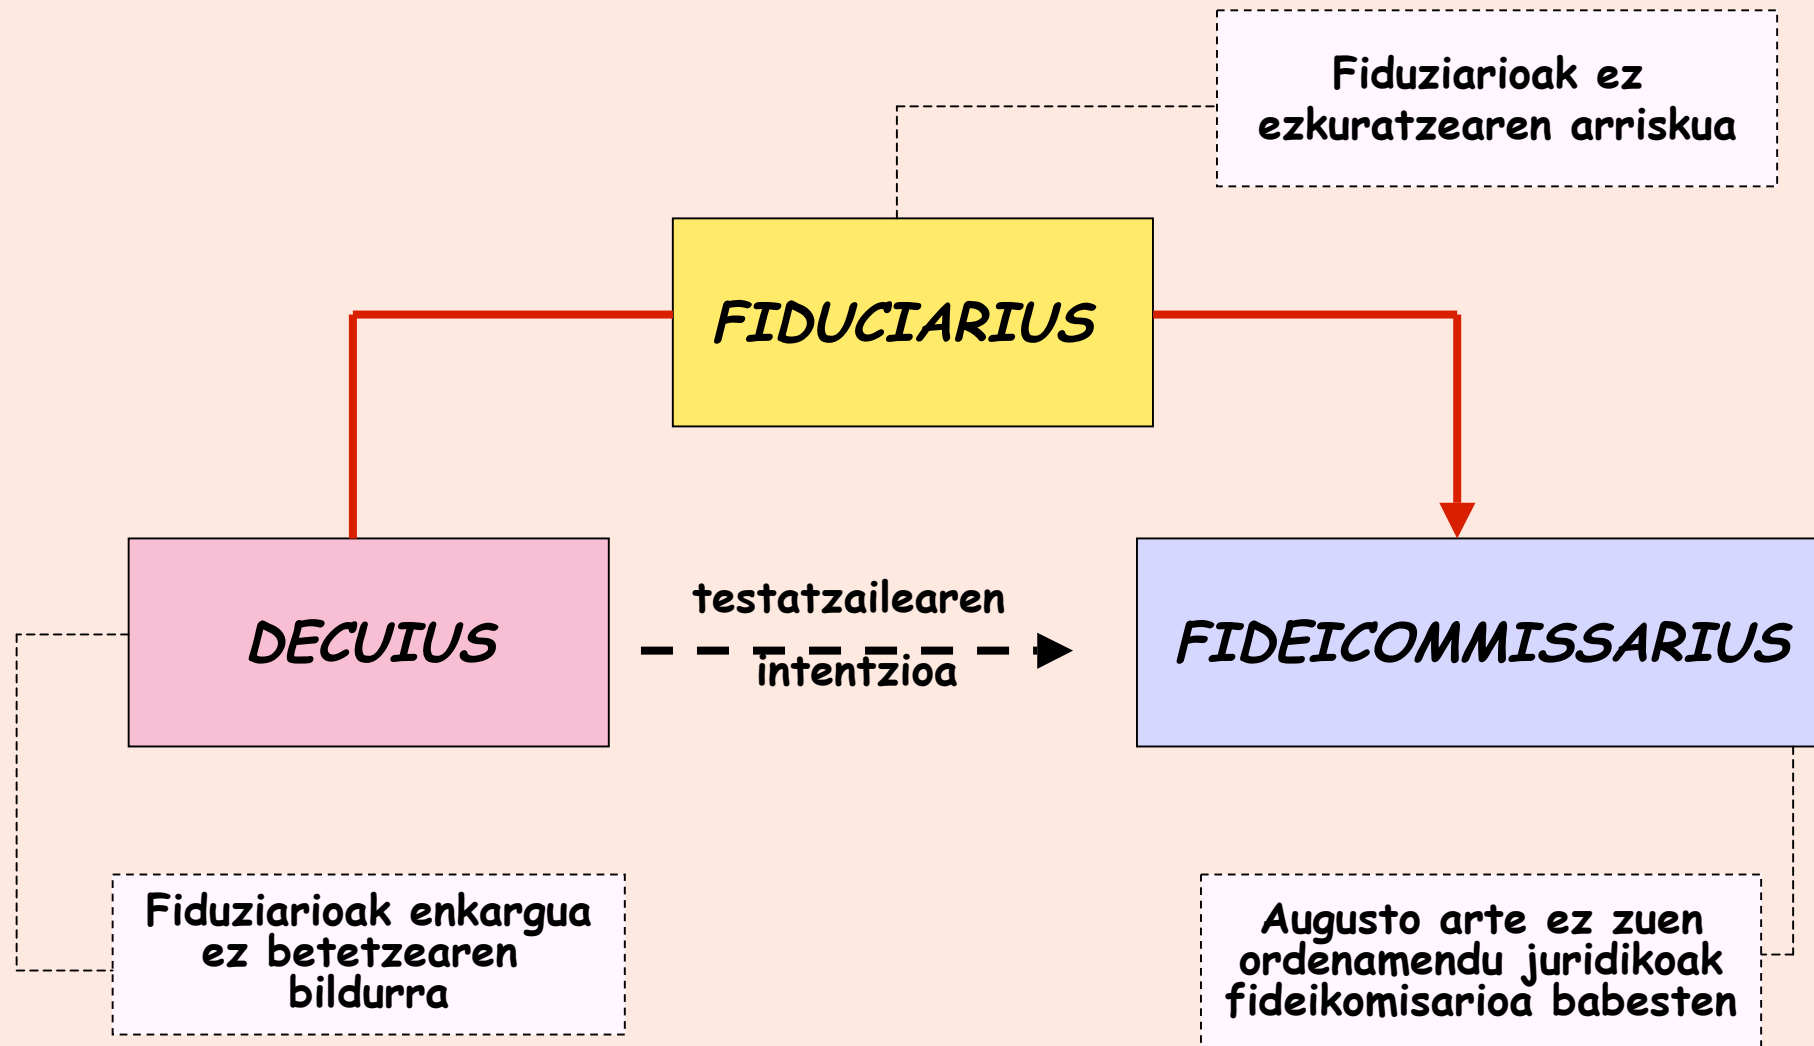 Fiduziarioak ez
ezkuratzearen arriskua
FIDUCIARIUS
DECUIUS
testatzailearen
intentzioa
FIDEICOMMISSARIUS
Fiduziarioak enkargua
ez betetzearen
bildurra
Augusto arte ez zuen
ordenamendu juridikoak
fideikomisarioa babesten